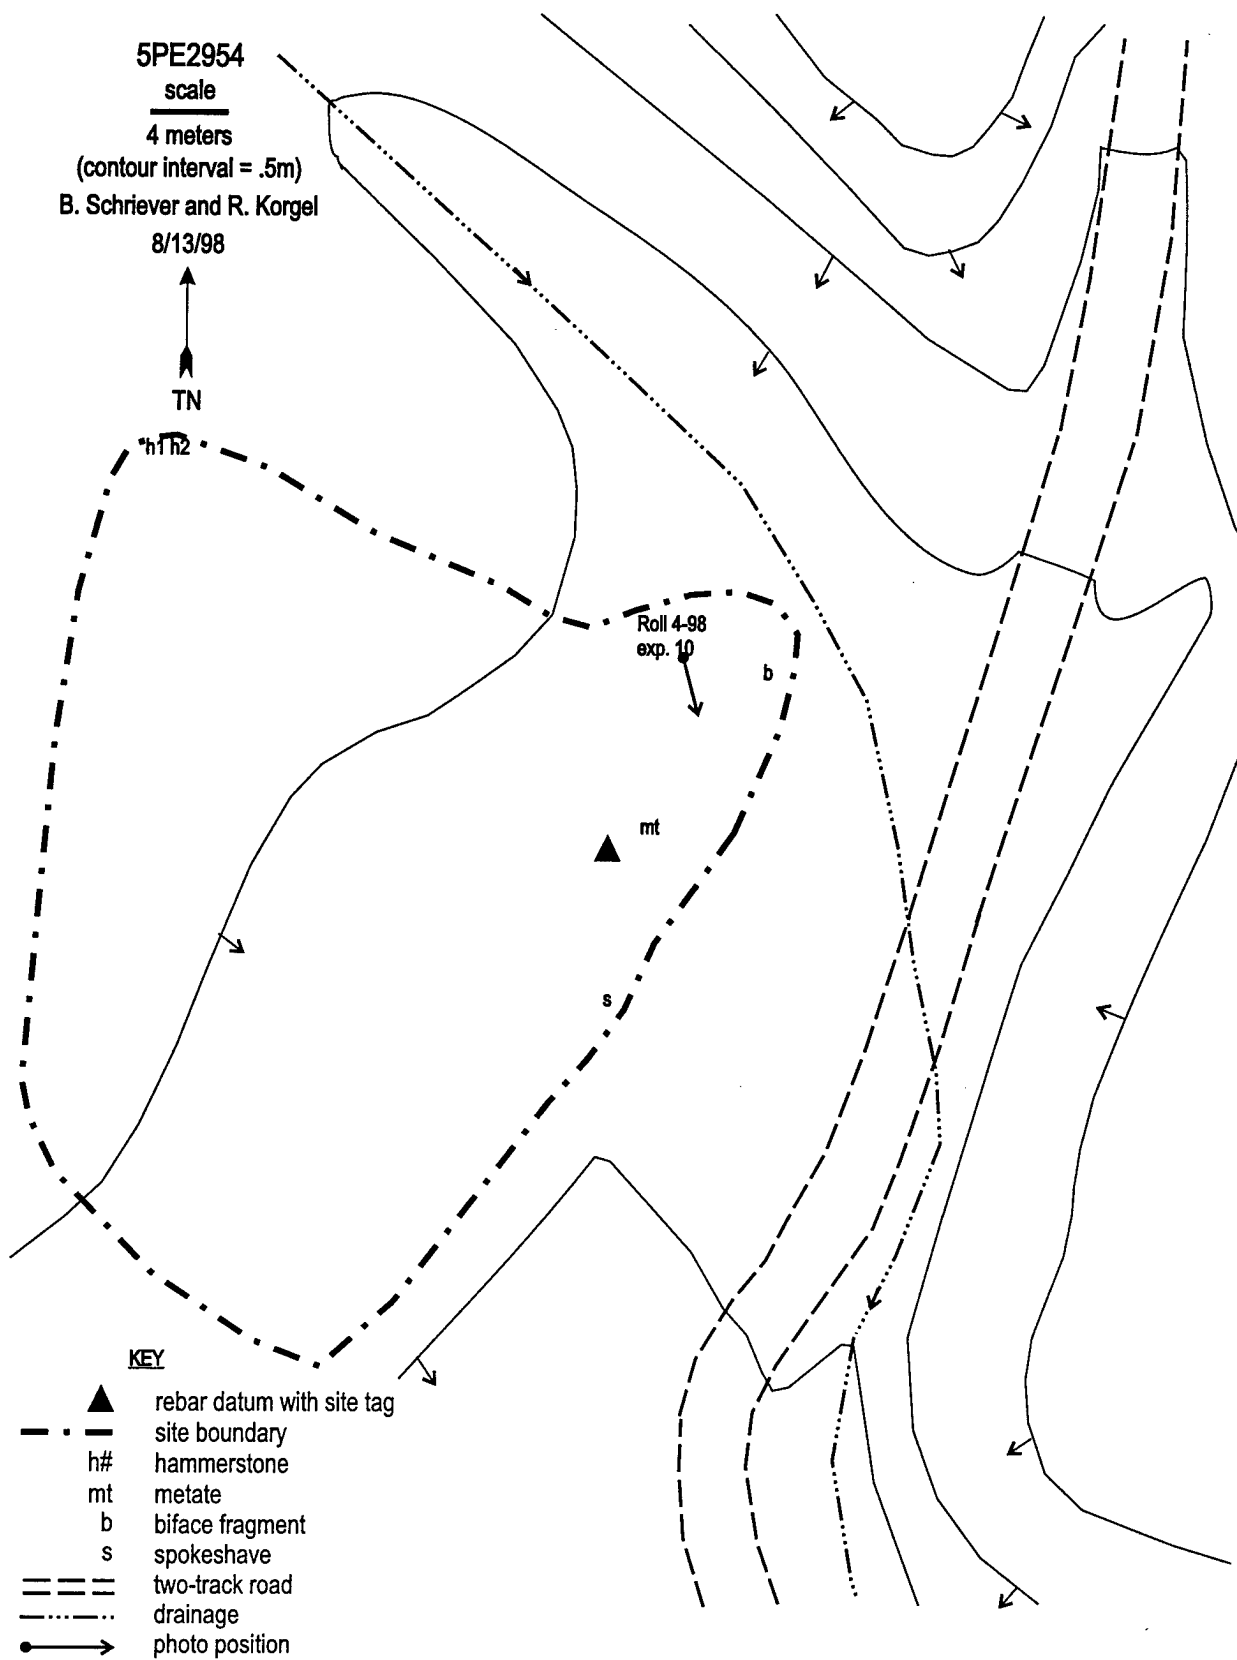 5PE2954
scale
4 meters
(contour interval = .5m)
B. Schriever and R. Korgel
8/13/98
TN
h1 h2
Roll 4-98
exp. 10
b
mt
s
KEY
rebar datum with site tag
site boundary
h# hammerstone
mt metate
b biface fragment
s spokeshave
two-track road
drainage
photo position